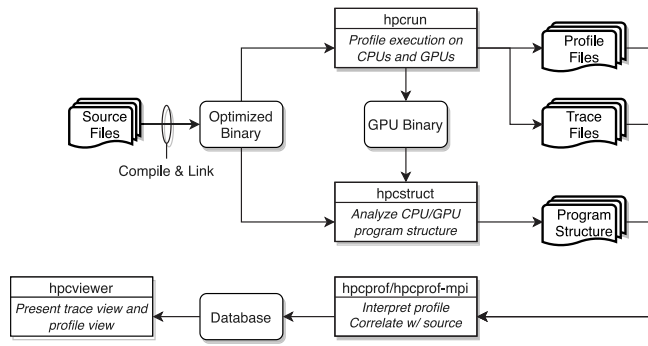 hpcrun
Profile execution on
CPUs and GPUs
Profile
Files
Source
Files
Optimized
Binary
GPU Binary
Trace
Files
Compile & Link
hpcstruct
Analyze CPU/GPU
program structure
Program
Structure
hpcviewer
Present trace view and
profile view
Database
hpcprof/hpcprof-mpi
Interpret profile
Correlate w/ source